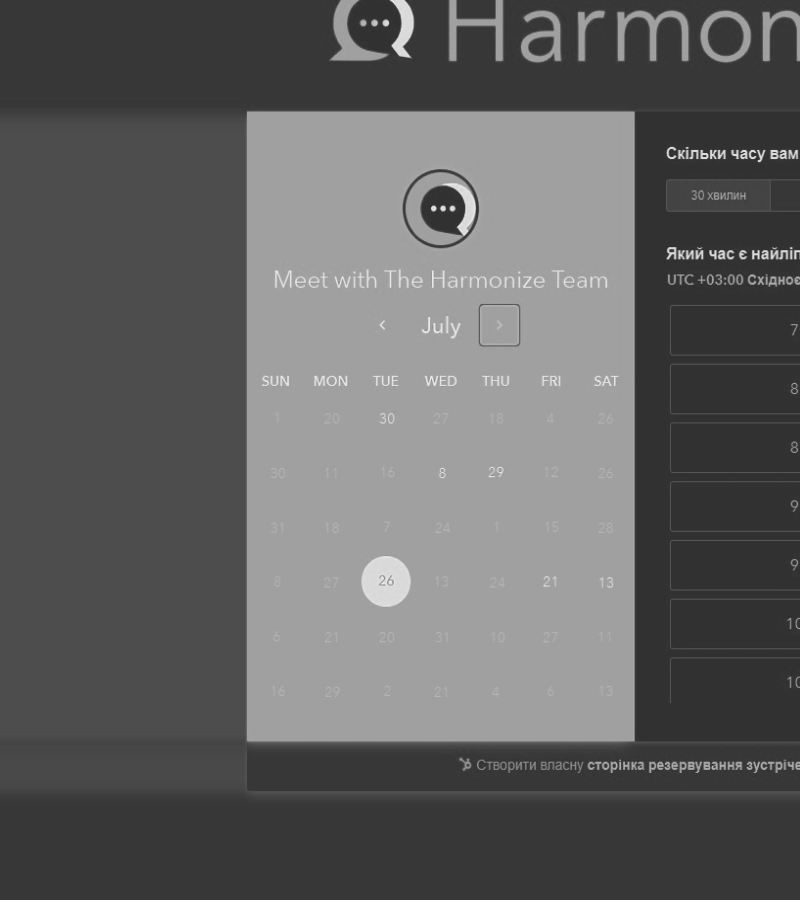 Harmon
Meet with The Harmonize Team
July
SUN MON TUE WED THU FRI SAT
1 20 30 27 18 4 26
30 11 16 8 29 12 26
31 18 7 24 1 15 28
8 27 26 13 24 21 13
6 21 20 31 10 27 11
16 29 2 21 4 6 13
Скільки часу вам
30 хвилин
Який час є найліп
UTC +03:00 Східноє
7
8
8
9
9
10
10
Створити власну сторінка резервування зустріче